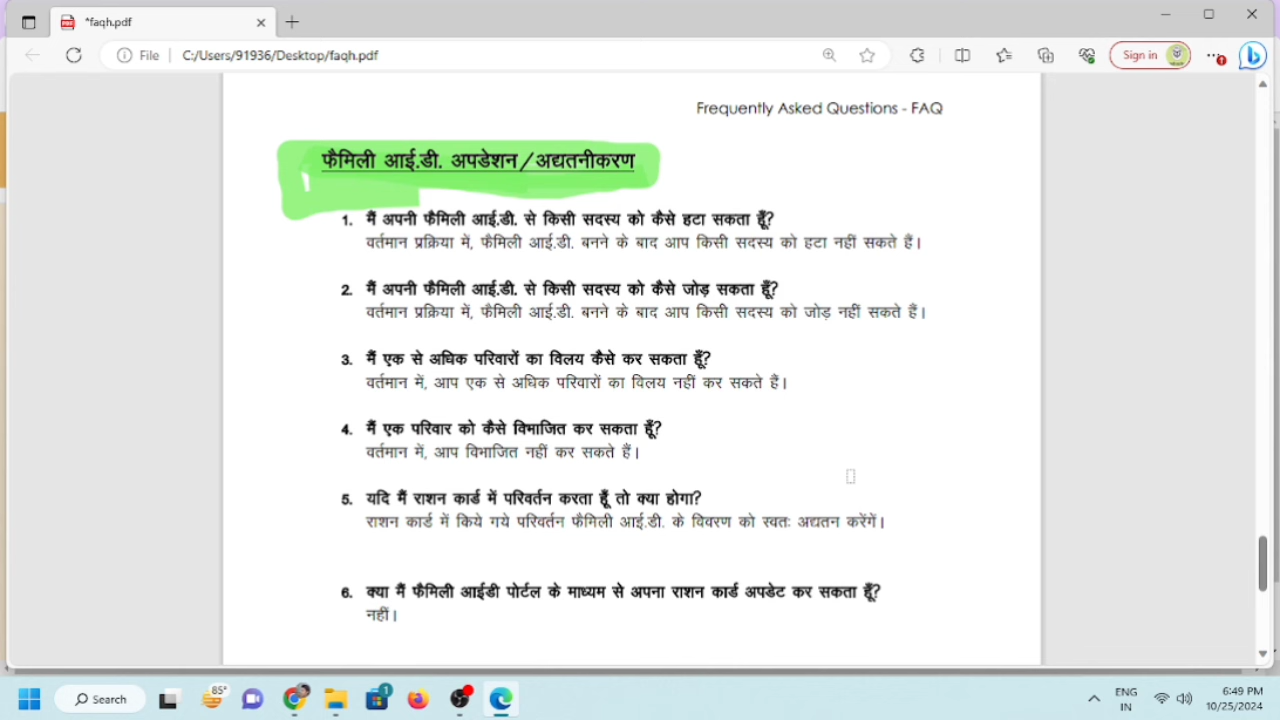 *faqh.pdf
File C:/Users/91936/Desktop/faqh.pdf
Sign in
Frequently Asked Questions - FAQ
फैमिली आई.डी. अपडेशन/अद्यतनीकरण
1. मैं अपनी फैमिली आई.डी. से किसी सदस्य को कैसे हटा सकता हूँ?
वर्तमान प्रक्रिया में, फैमिली आई.डी. बनने के बाद आप किसी सदस्य को हटा नहीं सकते हैं।
2. मैं अपनी फैमिली आई.डी. से किसी सदस्य को कैसे जोड़ सकता हूँ?
वर्तमान प्रक्रिया में, फैमिली आई.डी. बनने के बाद आप किसी सदस्य को जोड़ नहीं सकते हैं।
3. मैं एक से अधिक परिवारों का विलय कैसे कर सकता हूँ?
वर्तमान में, आप एक से अधिक परिवारों का विलय नहीं कर सकते हैं।
4. मैं एक परिवार को कैसे विभाजित कर सकता हूँ?
वर्तमान में, आप विभाजित नहीं कर सकते हैं।
5. यदि मैं राशन कार्ड में परिवर्तन करता हूँ तो क्या होगा?
राशन कार्ड में किये गये परिवर्तन फैमिली आई.डी. के विवरण को स्वतः अद्यतन करेंगें।
6. क्या मैं फैमिली आईडी पोर्टल के माध्यम से अपना राशन कार्ड अपडेट कर सकता हूँ?
नहीं।
Search 85° 1 ENG 6:49 PM
IN 10/25/2024